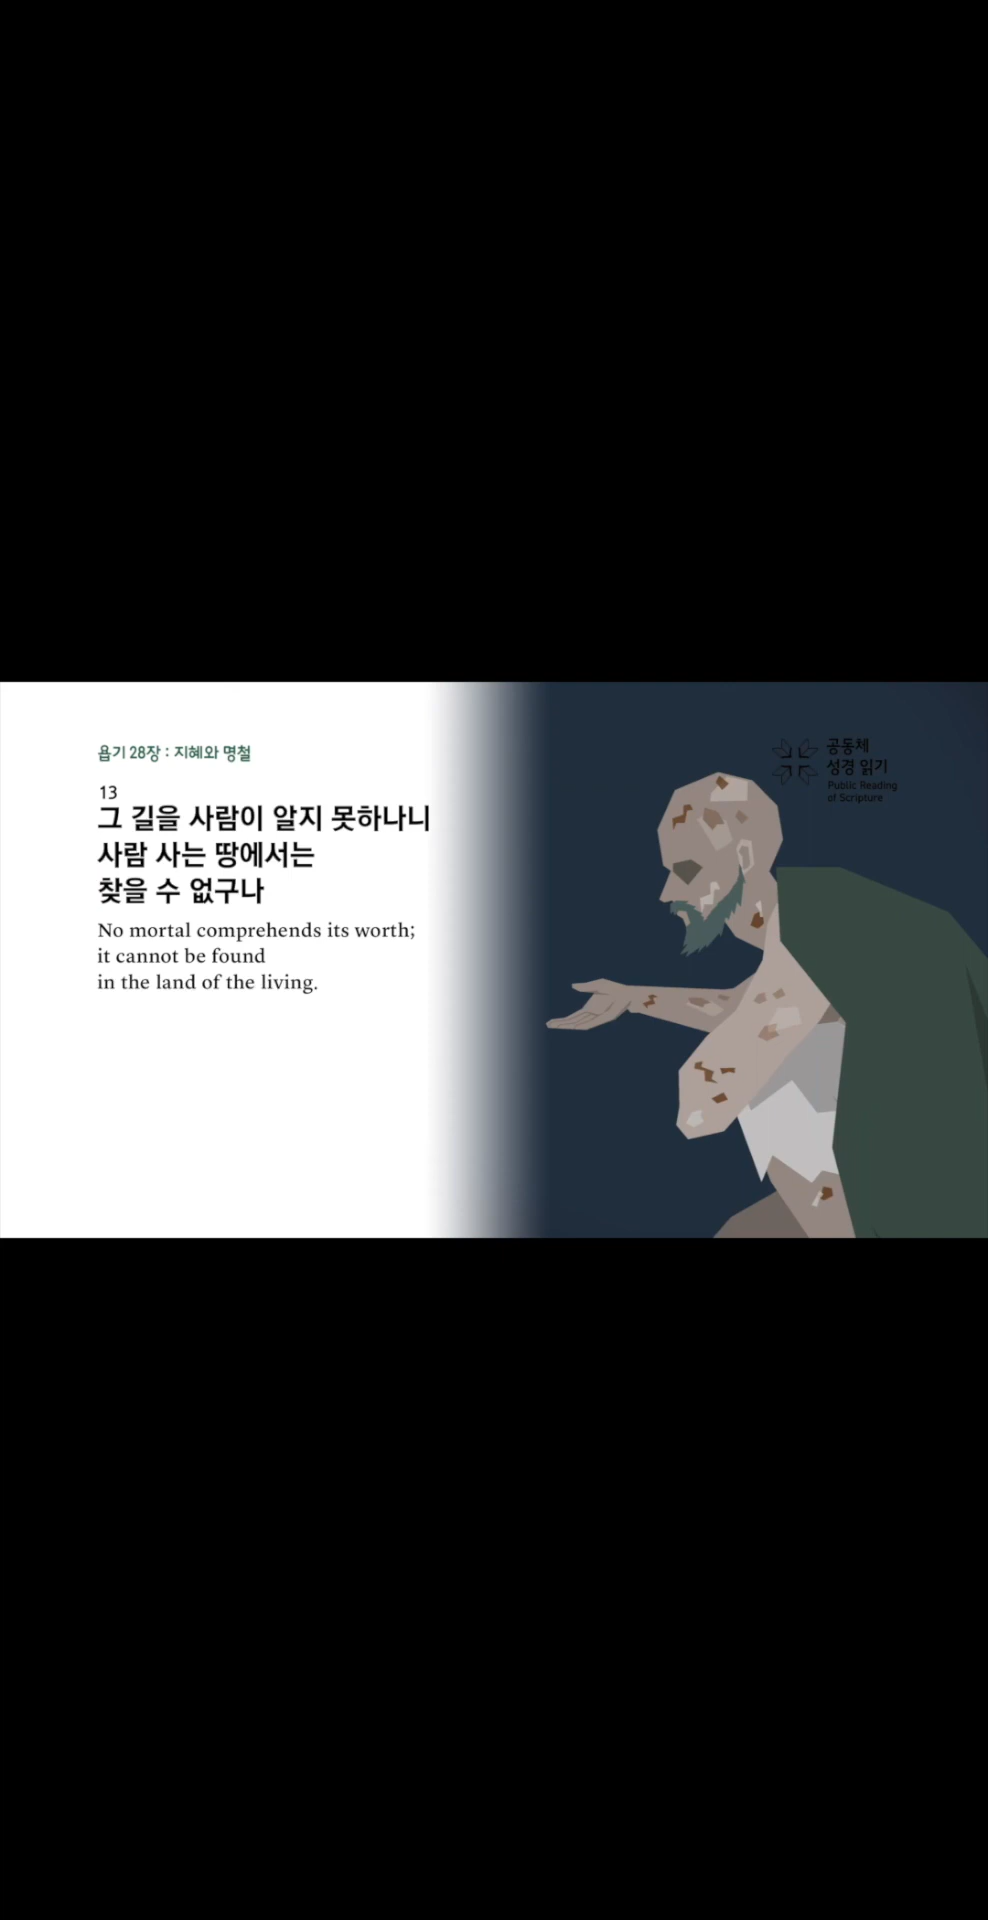 욥기 28장 : 지혜와 명철
13
그 길을 사람이 알지 못하나니
사람 사는 땅에서는
찾을 수 없구나
No mortal comprehends its worth;
it cannot be found
in the land of the living.
공동체
성경 읽기
Public Reading
of Scripture